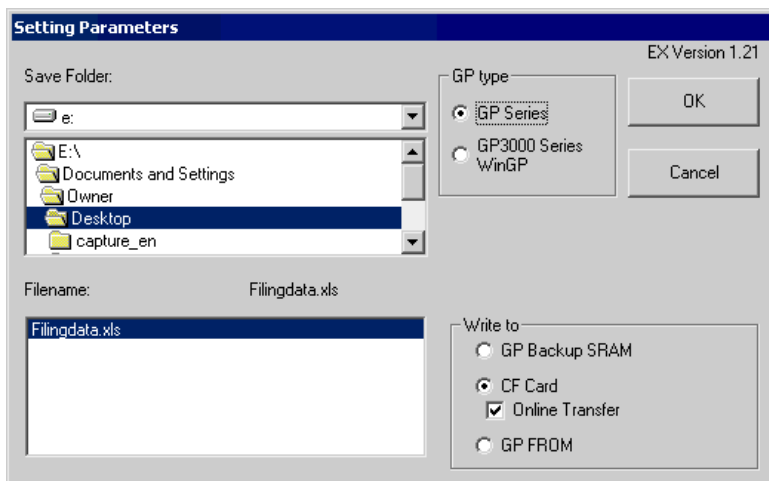 Setting Parameters
EX Version 1.21
Save Folder:
e:
E:\
Documents and Settings
Owner
Desktop
capture_en
GP type
GP Series
GP3000 Series
WinGP
OK
Cancel
Filename:
Filingdata.xls
Filingdata.xls
Write to
GP Backup SRAM
CF Card
Online Transfer
GP FROM